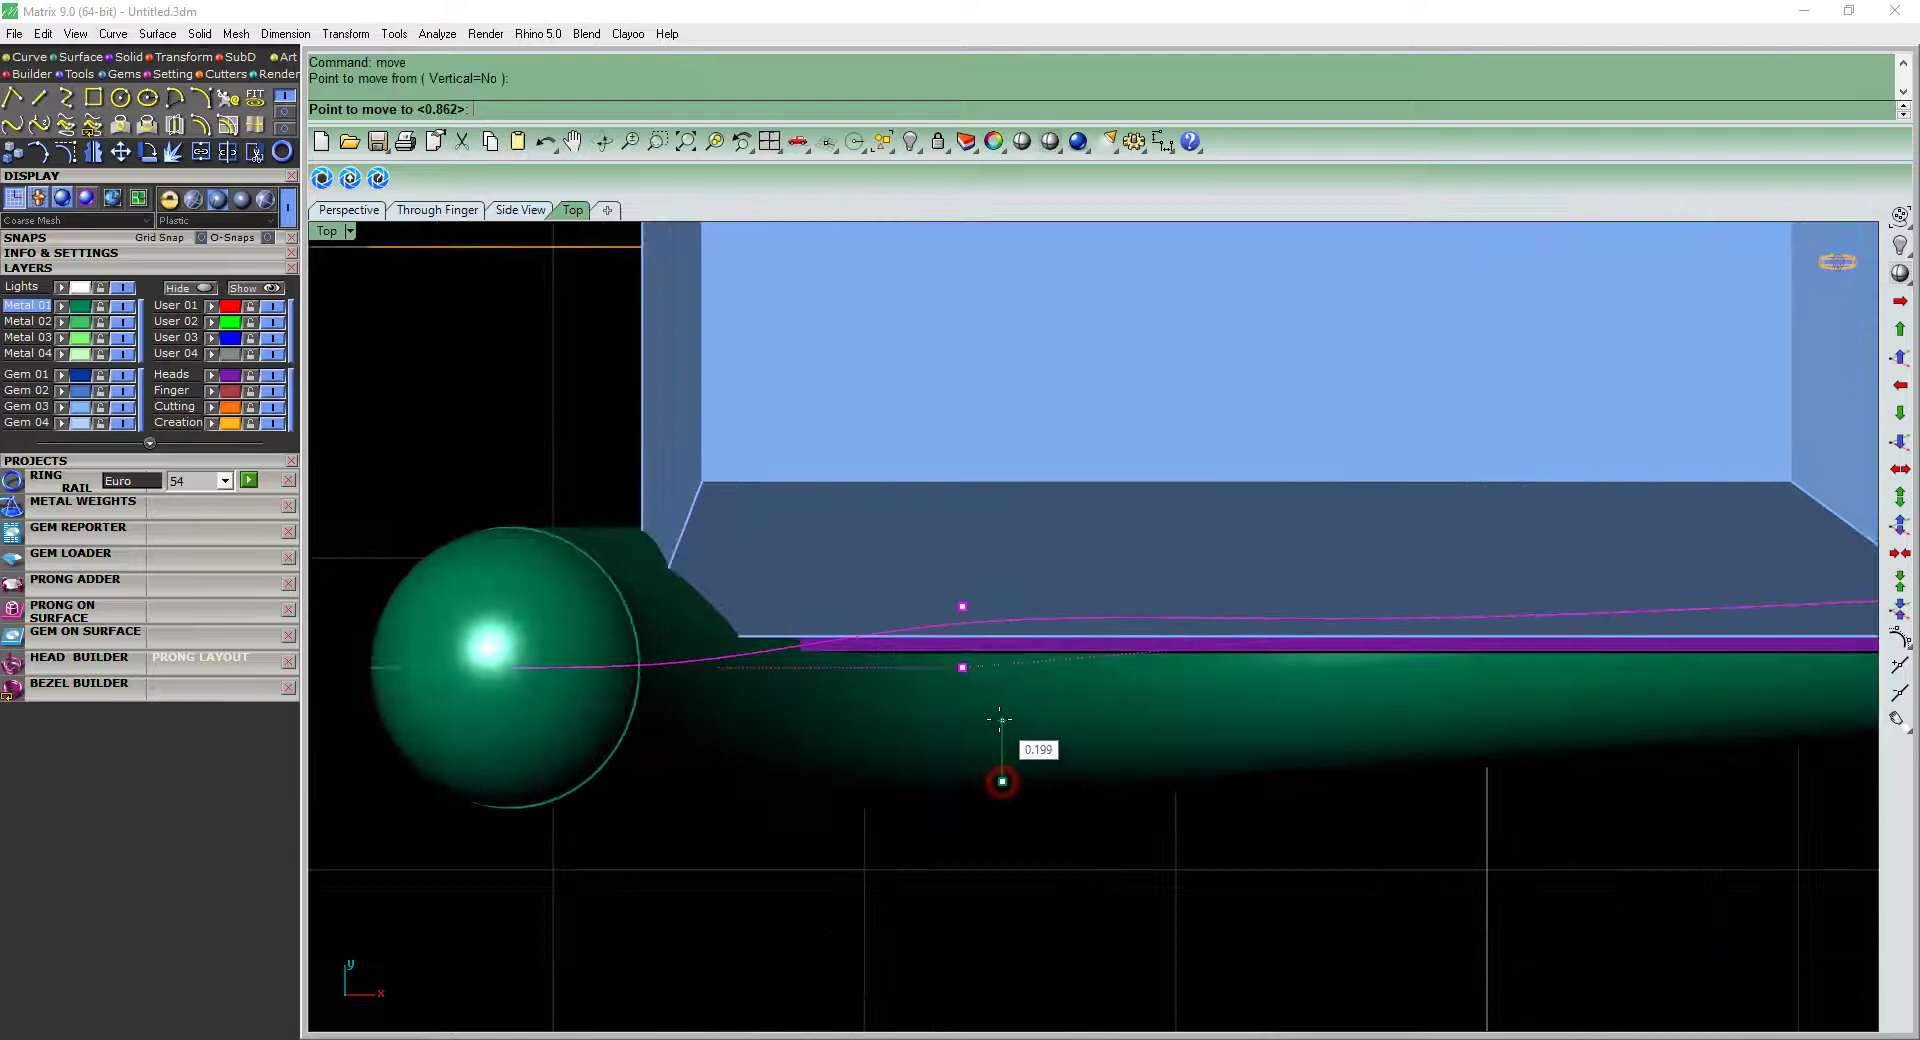 Matrix 9.0 (64-bit) - Untitled.3dm
File Edit View Curve Surface Solid Mesh Dimension Transform Tools Analyze Render Rhino 5.0 Blend Clayoo Help
Curve Surface Solid Transform SubD Art
Builder Tools Gems Setting Cutters Render
Command: move
Point to move from ( Vertical=No ):
Point to move to <0.862>:
FIT
DISPLAY
Coarse Mesh Plastic
SNAPS Grid Snap O-Snaps
INFO & SETTINGS
LAYERS
Lights Hide Show
Metal 01 User 01
Metal 02 User 02
Metal 03 User 03
Metal 04 User 04
Gem 01 Heads
Gem 02 Finger
Gem 03 Cutting
Gem 04 Creation
PROJECTS
RING RAIL Euro 54
METAL WEIGHTS
GEM REPORTER
GEM LOADER
PRONG ADDER
PRONG ON SURFACE
GEM ON SURFACE
HEAD BUILDER PRONG LAYOUT
BEZEL BUILDER
Perspective Through Finger Side View Top
Top
0.199
y
x